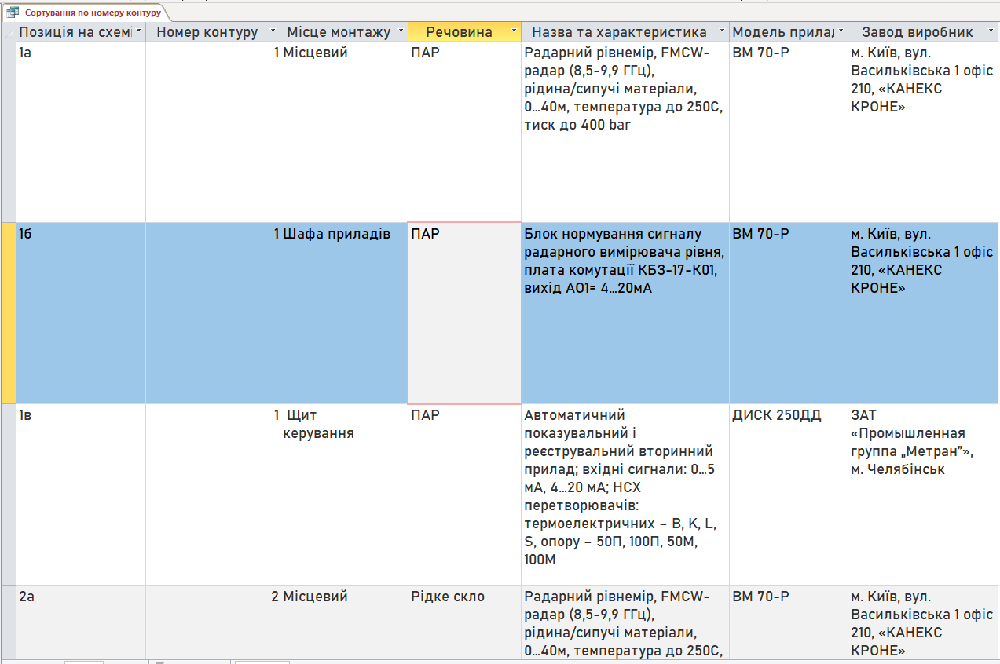 Сортування по номеру контуру
Позиція на схемі Номер контуру Місце монтажу Речовина Назва та характеристика Модель прилад Завод виробник
1а 1 Місцевий ПАР Радарний рівнемір, FMCW- ВМ 70-Р м. Київ, вул.
радар (8,5-9,9 ГГц), Васильківська 1 офіс
рідина/сипучі матеріали, 210, «КАНЕКС
0…40м, температура до 250С, КРОНЕ»
тиск до 400 bar
1б 1 Шафа приладів ПАР Блок нормування сигналу ВМ 70-Р м. Київ, вул.
радарного вимірювача рівня, Васильківська 1 офіс
плата комутації КБЗ-17-К01, 210, «КАНЕКС
вихід АО1= 4…20мА КРОНЕ»
1в 1 Щит ПАР Автоматичний ДИСК 250ДД ЗАТ
керування показувальний і «Промышленная
реєструвальний вторинний группа „Метран”»,
прилад; вхідні сигнали: 0…5 м. Челябінськ
мА, 4…20 мА; НСХ
перетворювачів:
термоелектричних – В, К, L,
S, опору – 50П, 100П, 50М,
100М
2а 2 Місцевий Рідке скло Радарний рівнемір, FMCW- ВМ 70-Р м. Київ, вул.
радар (8,5-9,9 ГГц), Васильківська 1 офіс
рідина/сипучі матеріали, 210, «КАНЕКС
0…40м, температура до 250С, КРОНЕ»